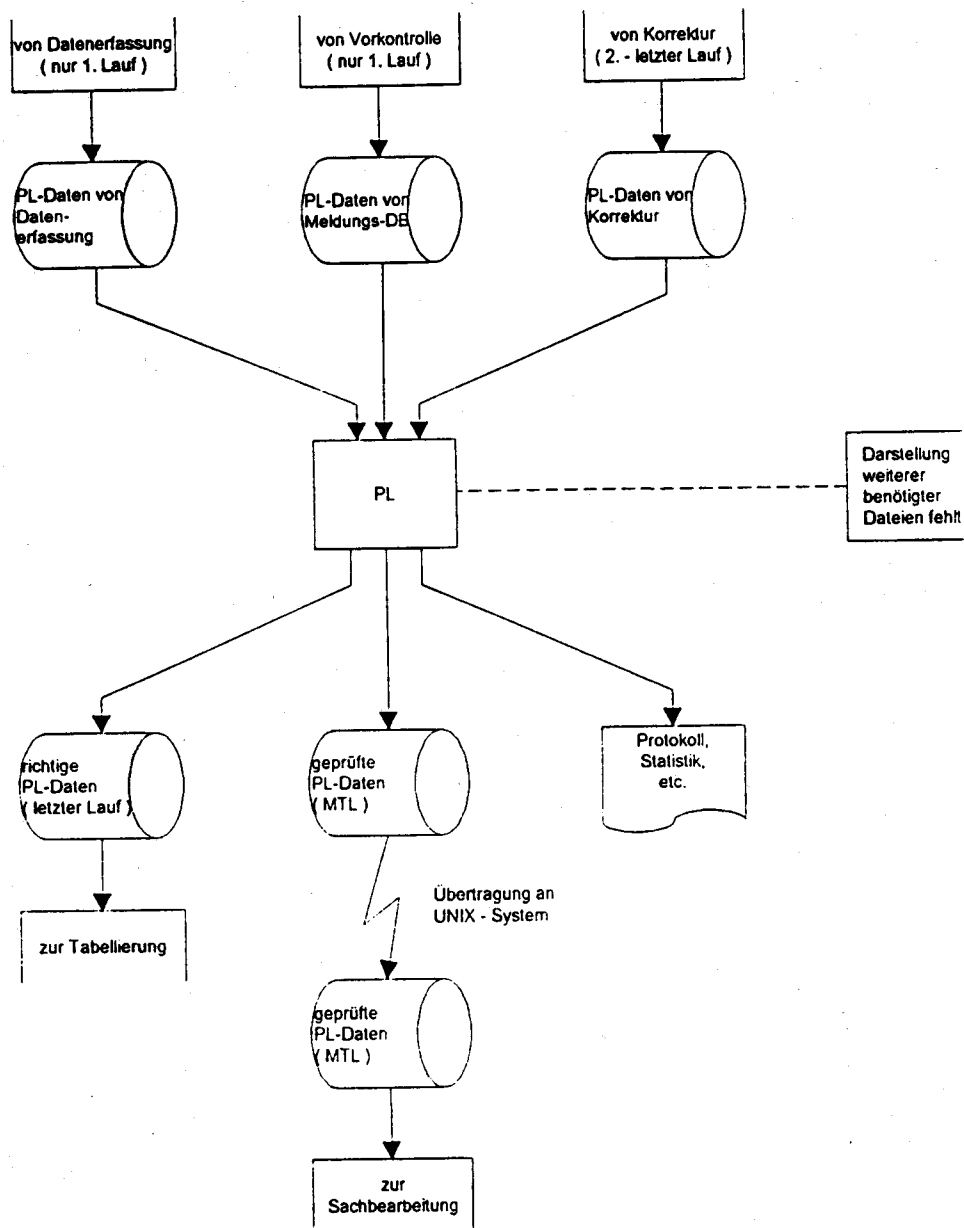 von Datenerfassung
( nur 1. Lauf )
von Vorkontrolle
( nur 1. Lauf )
von Korrektur
( 2. - letzter Lauf )
PL-Daten von
Daten-
erfassung
PL-Daten von
Meldungs-DB
PL-Daten von
Korrektur
PL
Darstellung
weiterer
benötigter
Dateien fehlt
richtige
PL-Daten
( letzter Lauf )
geprüfte
PL-Daten
( MTL )
Protokoll,
Statistik,
etc.
Übertragung an
UNIX - System
zur Tabellierung
geprüfte
PL-Daten
( MTL )
zur
Sachbearbeitung